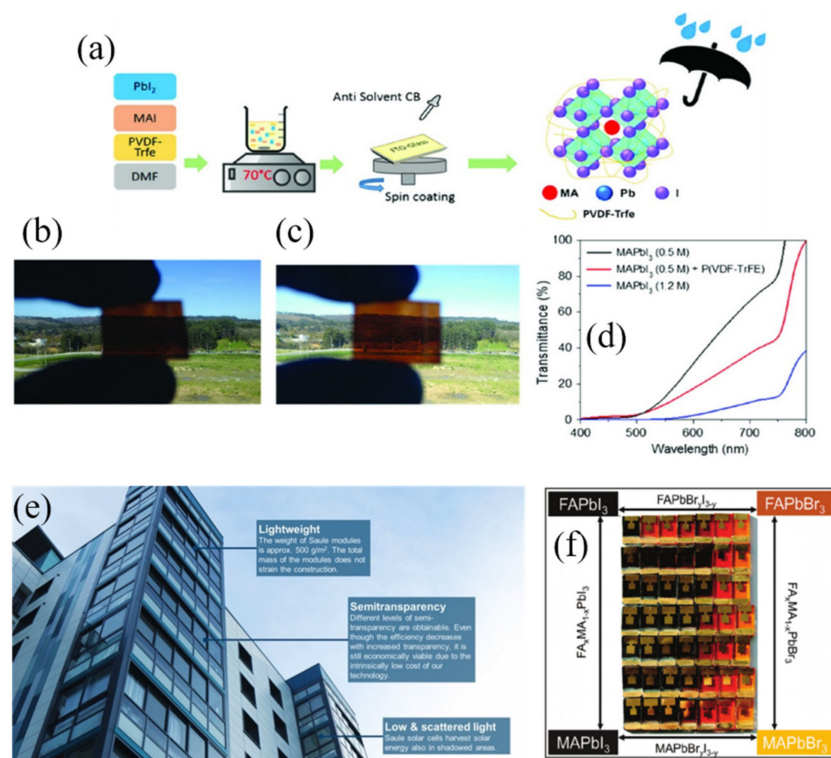 (a)
PbI₂
MAI
PVDF-
Trfe
DMF
70°C
Anti Solvent CB
FTO-Glass
Spin coating
MA Pb I
PVDF-Trfe
(b)
(c)
(d)
MAPbI₃ (0.5 M)
MAPbI₃ (0.5 M) + P(VDF-TrFE)
MAPbI₃ (1.2 M)
Transmittance (%)
100
80
60
40
20
0
400 500 600 700 800
Wavelength (nm)
(e)
Lightweight
The weight of Saule modules
is approx. 500 g/m². The total
mass of the modules does not
strain the construction.
Semitransparency
Different levels of semi-
transparency are obtainable. Even
though the efficiency decreases
with increased transparency, it is
still economically viable due to the
intrinsically low cost of our
technology.
Low & scattered light
Saule solar cells harvest solar
energy also in shadowed areas.
(f)
FAPbI₃
FAPbBrᵧI₃₋ᵧ
FAPbBr₃
FAₓMA₁₋ₓPbI₃
FAₓMA₁₋ₓPbBr₃
MAPbI₃
MAPbBrᵧI₃₋ᵧ
MAPbBr₃